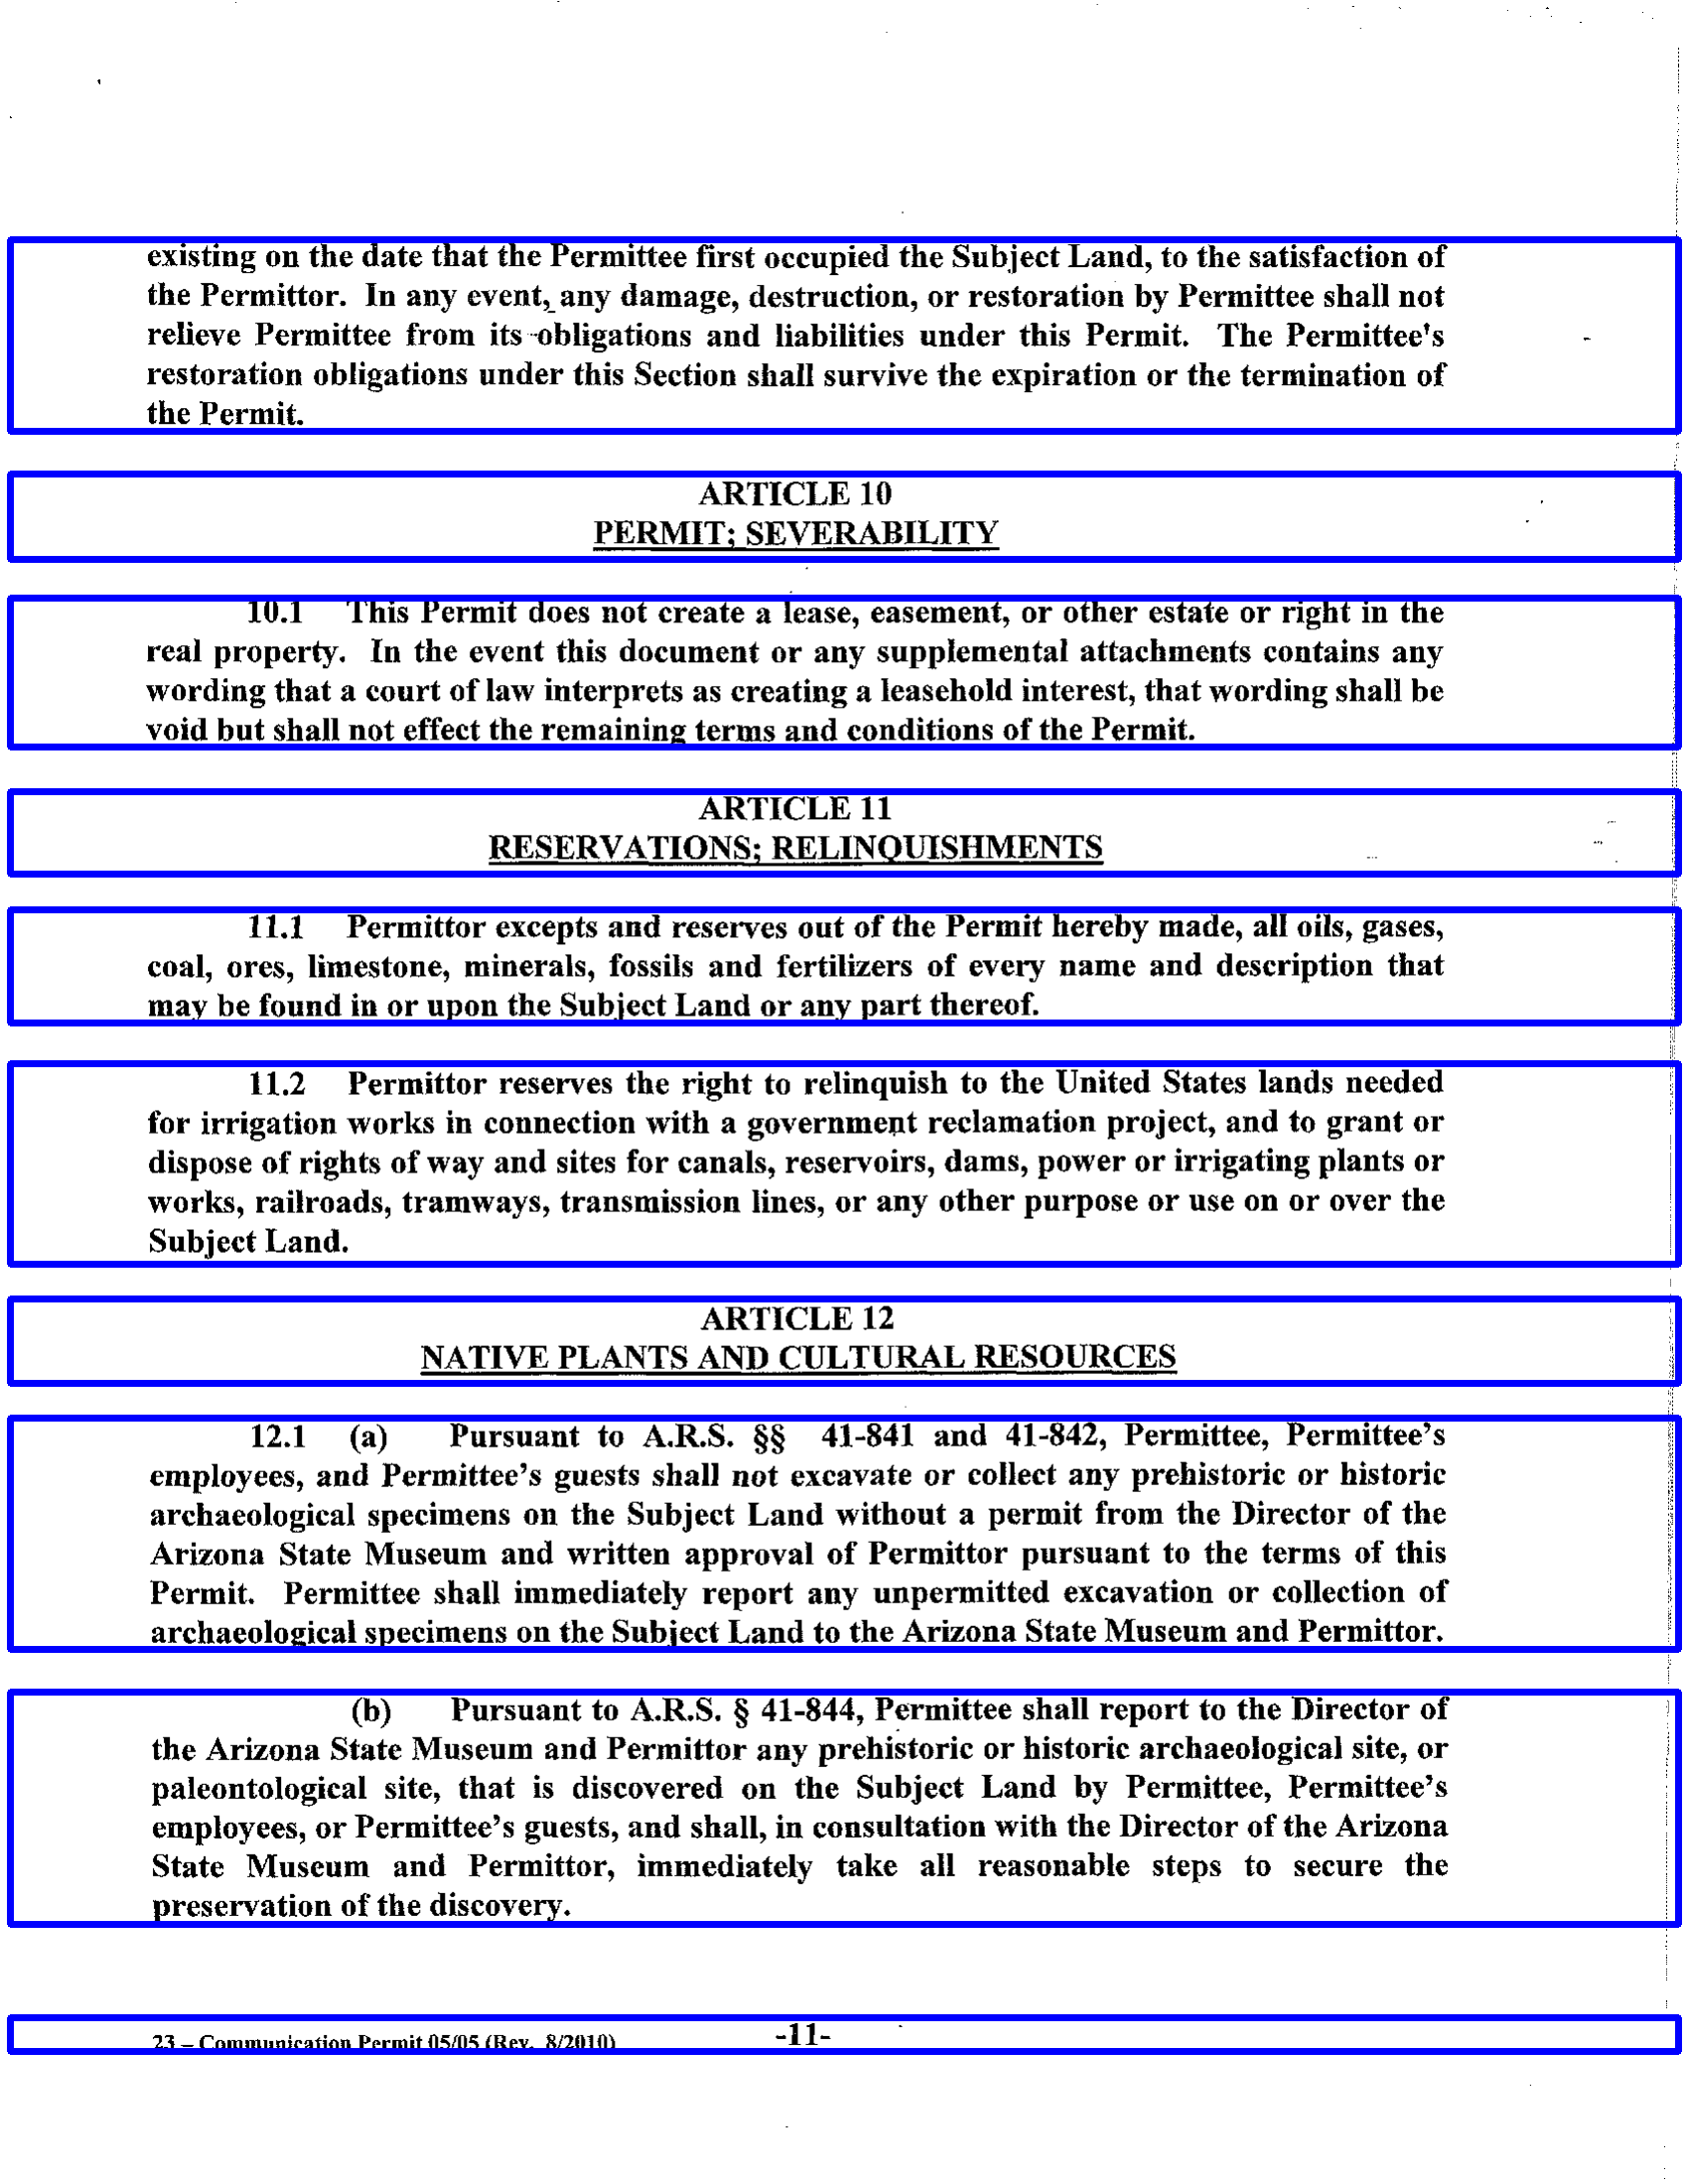 existing on the date that the Permittee first occupied the Subject Land, to the satisfaction of
the Permittor. In any event, any damage, destruction, or restoration by Permittee shall not
relieve Permittee from its obligations and liabilities under this Permit. The Permittee's
restoration obligations under this Section shall survive the expiration or the termination of
the Permit.
ARTICLE 10
PERMIT; SEVERABILITY
10.1 This Permit does not create a lease, easement, or other estate or right in the
real property. In the event this document or any supplemental attachments contains any
wording that a court of law interprets as creating a leasehold interest, that wording shall be
void but shall not effect the remaining terms and conditions of the Permit.
ARTICLE 11
RESERVATIONS; RELINQUISHMENTS
11.1 Permittor excepts and reserves out of the Permit hereby made, all oils, gases,
coal, ores, limestone, minerals, fossils and fertilizers of every name and description that
may be found in or upon the Subject Land or any part thereof.
11.2 Permittor reserves the right to relinquish to the United States lands needed
for irrigation works in connection with a government reclamation project, and to grant or
dispose of rights of way and sites for canals, reservoirs, dams, power or irrigating plants or
works, railroads, tramways, transmission lines, or any other purpose or use on or over the
Subject Land.
ARTICLE 12
NATIVE PLANTS AND CULTURAL RESOURCES
12.1 (a) Pursuant to A.R.S. §§ 41-841 and 41-842, Permittee, Permittee’s
employees, and Permittee’s guests shall not excavate or collect any prehistoric or historic
archaeological specimens on the Subject Land without a permit from the Director of the
Arizona State Museum and written approval of Permittor pursuant to the terms of this
Permit. Permittee shall immediately report any unpermitted excavation or collection of
archaeological specimens on the Subject Land to the Arizona State Museum and Permittor.
(b) Pursuant to A.R.S. § 41-844, Permittee shall report to the Director of
the Arizona State Museum and Permittor any prehistoric or historic archaeological site, or
paleontological site, that is discovered on the Subject Land by Permittee, Permittee’s
employees, or Permittee’s guests, and shall, in consultation with the Director of the Arizona
State Museum and Permittor, immediately take all reasonable steps to secure the
preservation of the discovery.
23 – Communication Permit 05/05 (Rev. 8/2010) -11-